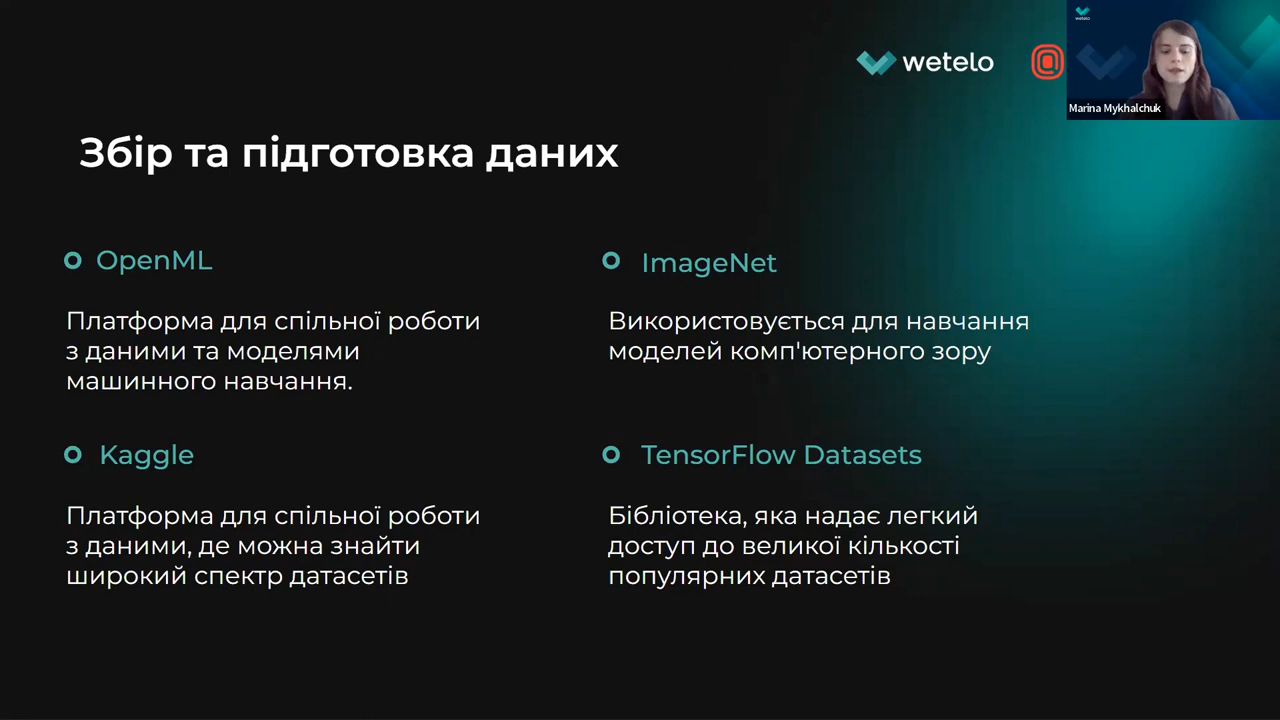 wetelo
wetelo
Marina Mykhalchuk
Збір та підготовка даних
OpenML
Платформа для спільної роботи
з даними та моделями
машинного навчання.
ImageNet
Використовується для навчання
моделей комп'ютерного зору
Kaggle
Платформа для спільної роботи
з даними, де можна знайти
широкий спектр датасетів
TensorFlow Datasets
Бібліотека, яка надає легкий
доступ до великої кількості
популярних датасетів